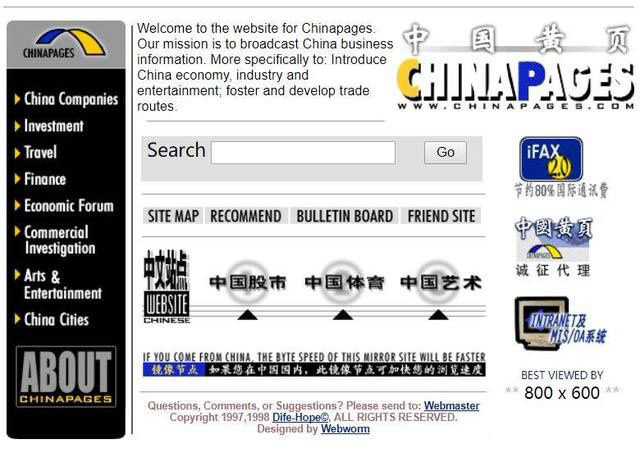 CHINAPAGES
China Companies
Investment
Travel
Finance
Economic Forum
Commercial
Investigation
Arts &
Entertainment
China Cities
ABOUT
CHINAPAGES
Welcome to the website for Chinapages.
Our mission is to broadcast China business
information. More specifically to: Introduce
China economy, industry and
entertainment; foster and develop trade
routes.
中国黄页
CHINAPAGES
WWW.CHINAPAGES.COM
Search
Go
SITE MAP RECOMMEND BULLETIN BOARD FRIEND SITE
中文站点
WEBSITE
CHINESE
中国股市 中国体育 中国艺术
IF YOU COME FROM CHINA, THE BYTE SPEED OF THIS MIRROR SITE WILL BE FASTER
镜像节点 如果您在中国国内，此镜像节点可加快您的浏览速度
Questions, Comments, or Suggestions? Please send to: Webmaster
Copyright 1997,1998 Dife-Hope©, ALL RIGHTS RESERVED.
Designed by Webworm
iFAX
2.0
节约80%国际通讯费
中國黄頁
CHINAPAGES
诚征代理
INTRANET及
MIS/OA系统
BEST VIEWED BY
** 800 x 600 **